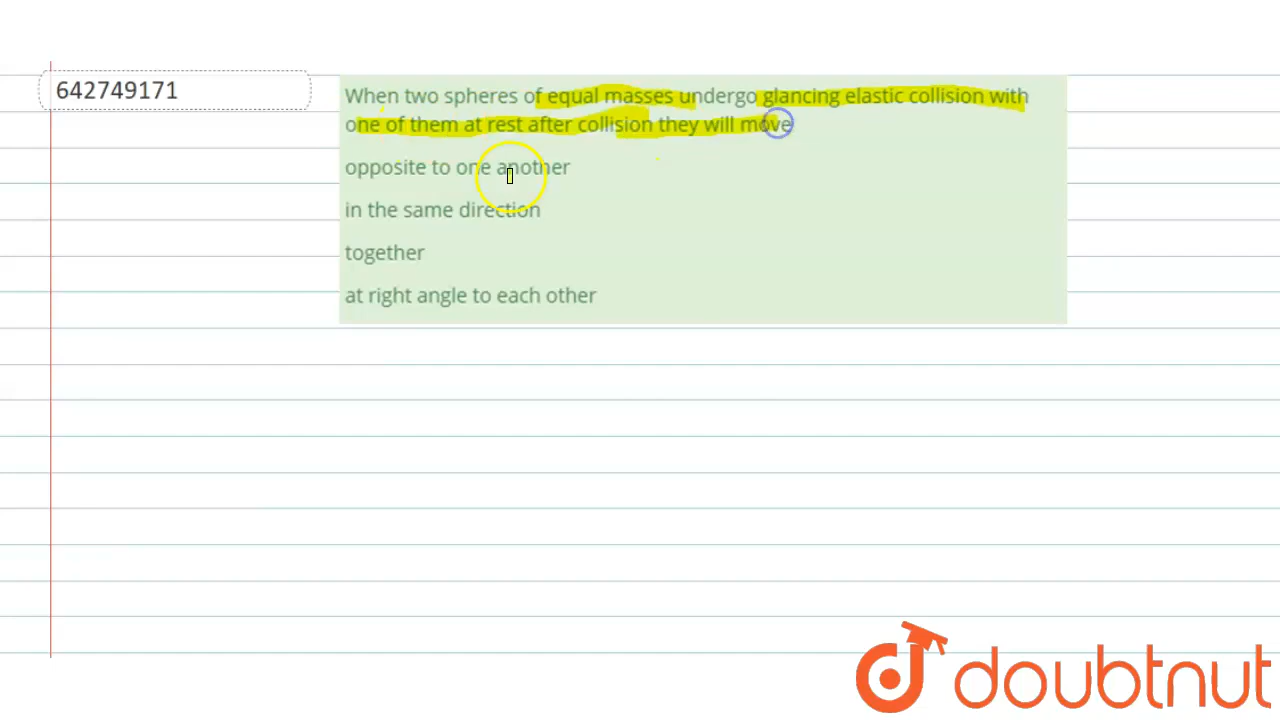 642749171
When two spheres of equal masses undergo glancing elastic collision with
one of them at rest after collision they will move
opposite to one another
in the same direction
together
at right angle to each other
doubtnut